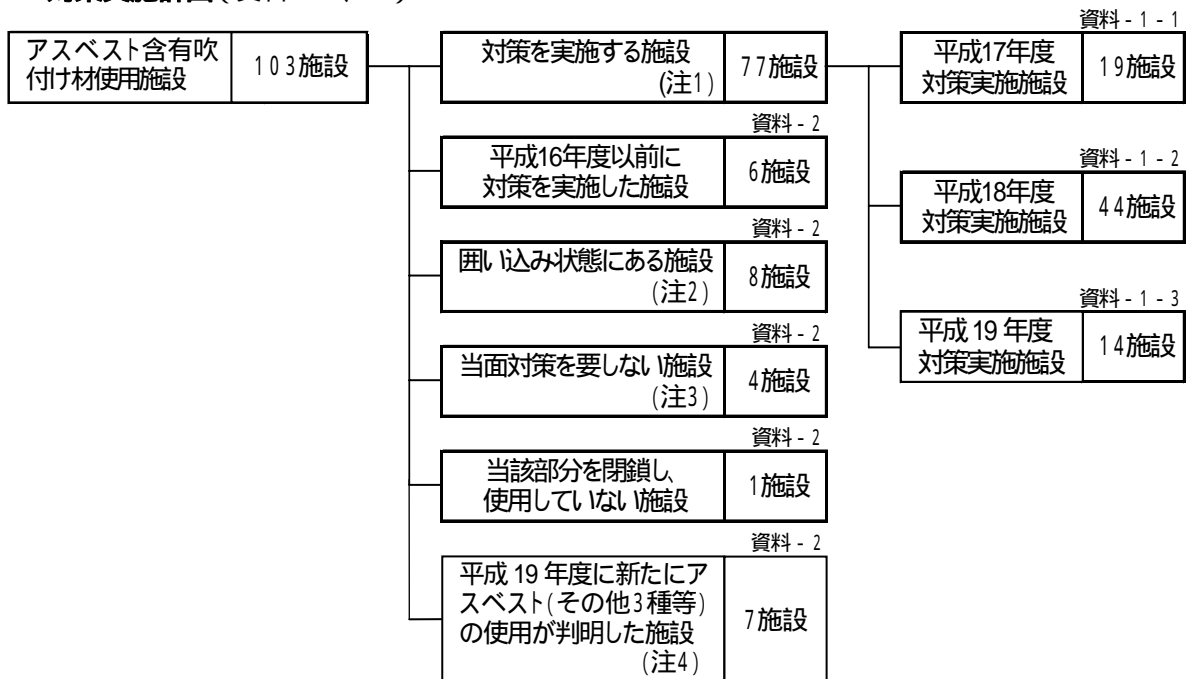 アスベスト含有吹
付け材使用施設
103施設
対策を実施する施設
(注1)
77施設
資料-1-1
平成17年度
対策実施施設
19施設
資料-2
平成16年度以前に
対策を実施した施設
6施設
資料-1-2
平成18年度
対策実施施設
44施設
資料-2
囲い込み状態にある施設
(注2)
8施設
資料-1-3
平成19年度
対策実施施設
14施設
資料-2
当面対策を要しない施設
(注3)
4施設
資料-2
当該部分を閉鎖し、
使用していない施設
1施設
資料-2
平成19年度に新たにア
スベスト(その他3種等)
の使用が判明した施設
(注4)
7施設